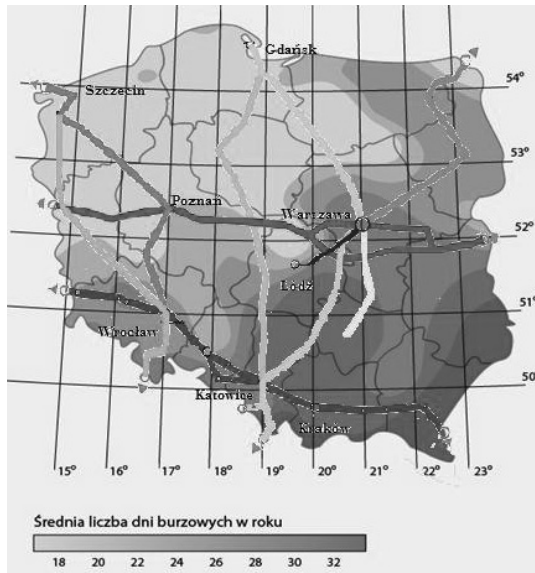 Gdańsk
54°
Szczecin
53°
Poznań
Warszawa
52°
Łódź
51°
Wrocław
50°
Katowice
Kraków
15° 16° 17° 18° 19° 20° 21° 22° 23°
Średnia liczba dni burzowych w roku
18 20 22 24 26 28 30 32